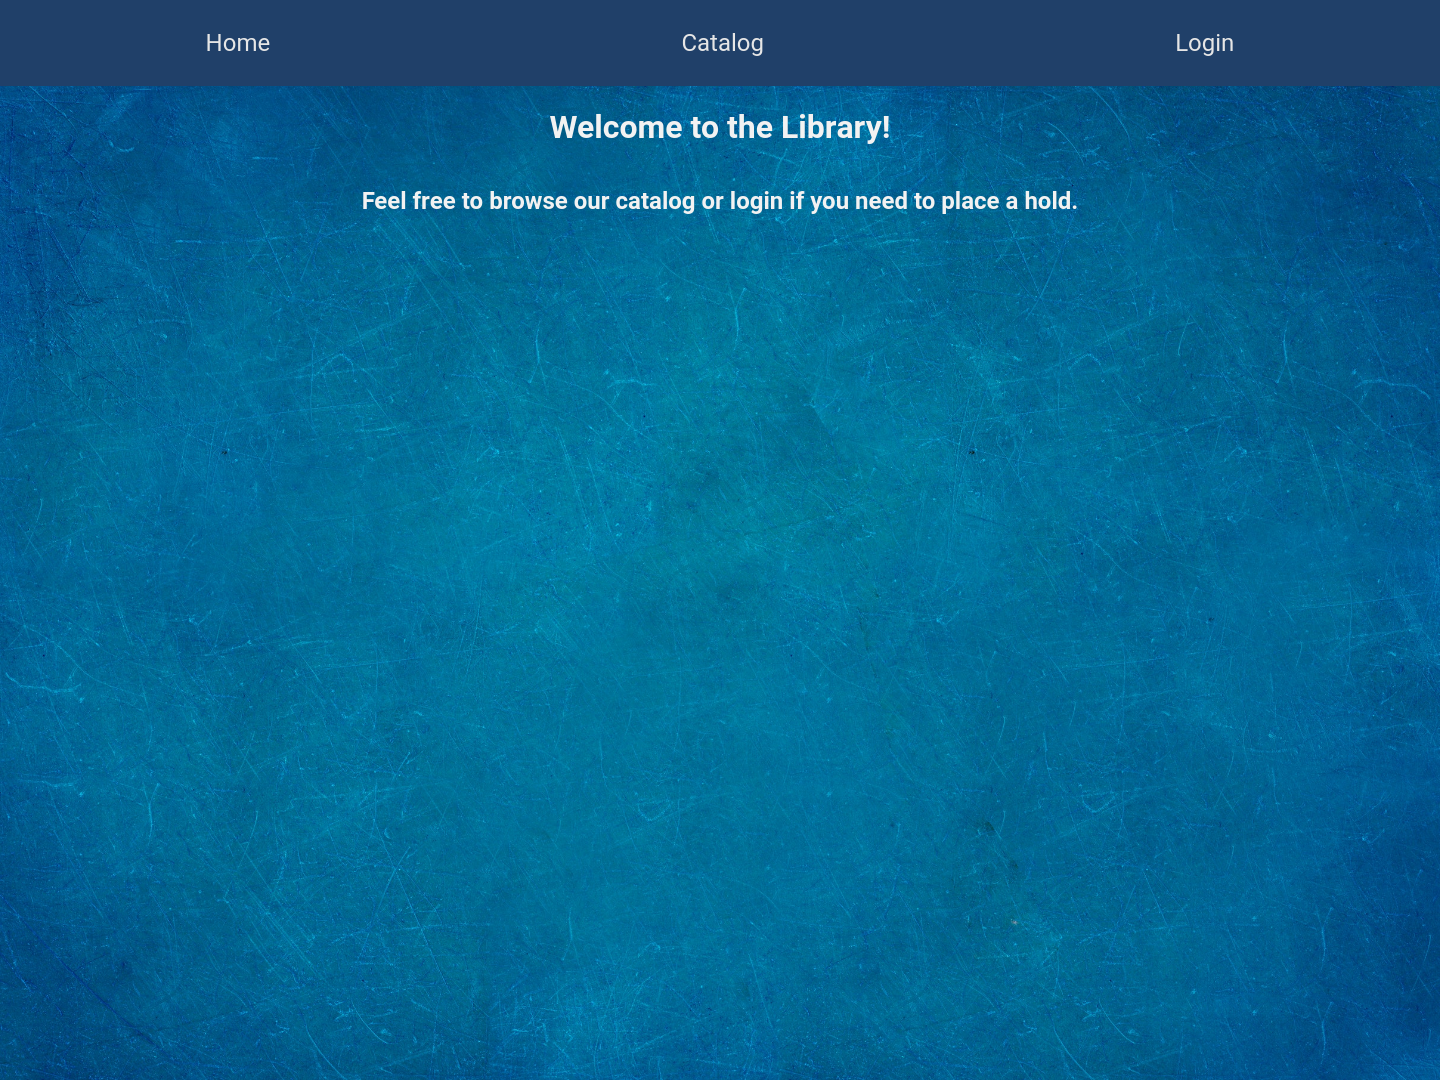 Home Catalog Login
Welcome to the Library!
Feel free to browse our catalog or login if you need to place a hold.